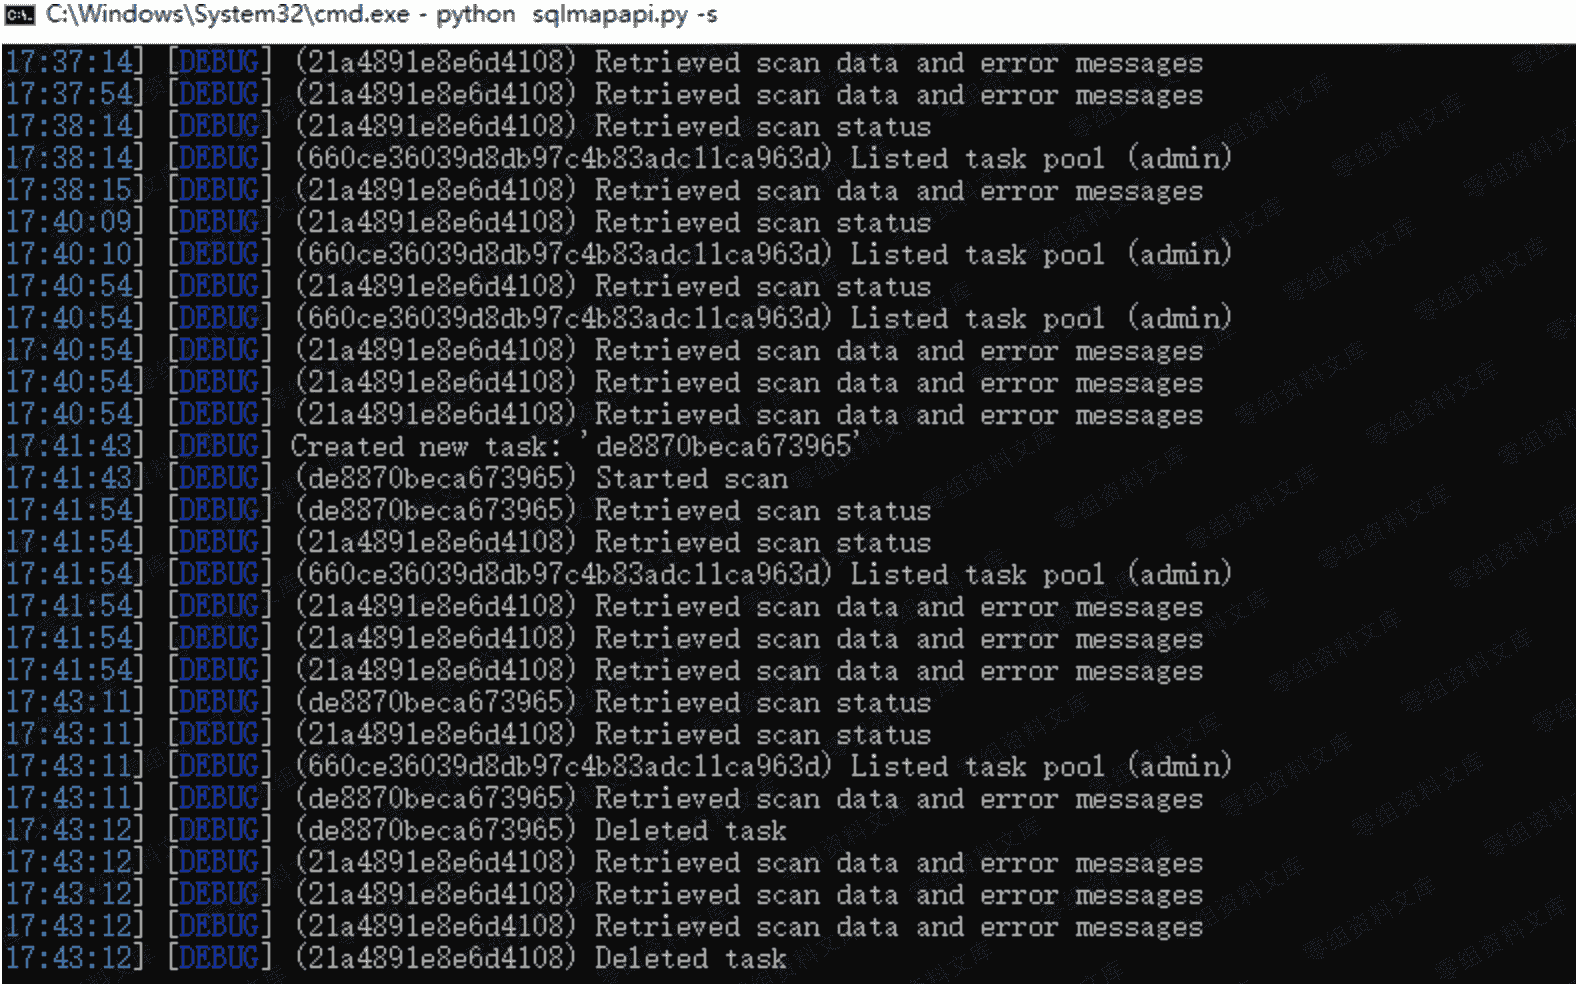 C:\Windows\System32\cmd.exe - python  sqlmapapi.py -s
17:37:14] [DEBUG] (21a4891e8e6d4108) Retrieved scan data and error messages
17:37:54] [DEBUG] (21a4891e8e6d4108) Retrieved scan data and error messages
17:38:14] [DEBUG] (21a4891e8e6d4108) Retrieved scan status
17:38:14] [DEBUG] (660ce36039d8db97c4b83adc11ca963d) Listed task pool (admin)
17:38:15] [DEBUG] (21a4891e8e6d4108) Retrieved scan data and error messages
17:40:09] [DEBUG] (21a4891e8e6d4108) Retrieved scan status
17:40:10] [DEBUG] (660ce36039d8db97c4b83adc11ca963d) Listed task pool (admin)
17:40:54] [DEBUG] (21a4891e8e6d4108) Retrieved scan status
17:40:54] [DEBUG] (660ce36039d8db97c4b83adc11ca963d) Listed task pool (admin)
17:40:54] [DEBUG] (21a4891e8e6d4108) Retrieved scan data and error messages
17:40:54] [DEBUG] (21a4891e8e6d4108) Retrieved scan data and error messages
17:40:54] [DEBUG] (21a4891e8e6d4108) Retrieved scan data and error messages
17:41:43] [DEBUG] Created new task: 'de8870beca673965'
17:41:43] [DEBUG] (de8870beca673965) Started scan
17:41:54] [DEBUG] (de8870beca673965) Retrieved scan status
17:41:54] [DEBUG] (21a4891e8e6d4108) Retrieved scan status
17:41:54] [DEBUG] (660ce36039d8db97c4b83adc11ca963d) Listed task pool (admin)
17:41:54] [DEBUG] (21a4891e8e6d4108) Retrieved scan data and error messages
17:41:54] [DEBUG] (21a4891e8e6d4108) Retrieved scan data and error messages
17:41:54] [DEBUG] (21a4891e8e6d4108) Retrieved scan data and error messages
17:43:11] [DEBUG] (de8870beca673965) Retrieved scan status
17:43:11] [DEBUG] (21a4891e8e6d4108) Retrieved scan status
17:43:11] [DEBUG] (660ce36039d8db97c4b83adc11ca963d) Listed task pool (admin)
17:43:11] [DEBUG] (de8870beca673965) Retrieved scan data and error messages
17:43:12] [DEBUG] (de8870beca673965) Deleted task
17:43:12] [DEBUG] (21a4891e8e6d4108) Retrieved scan data and error messages
17:43:12] [DEBUG] (21a4891e8e6d4108) Retrieved scan data and error messages
17:43:12] [DEBUG] (21a4891e8e6d4108) Retrieved scan data and error messages
17:43:12] [DEBUG] (21a4891e8e6d4108) Deleted task
零组资料文库